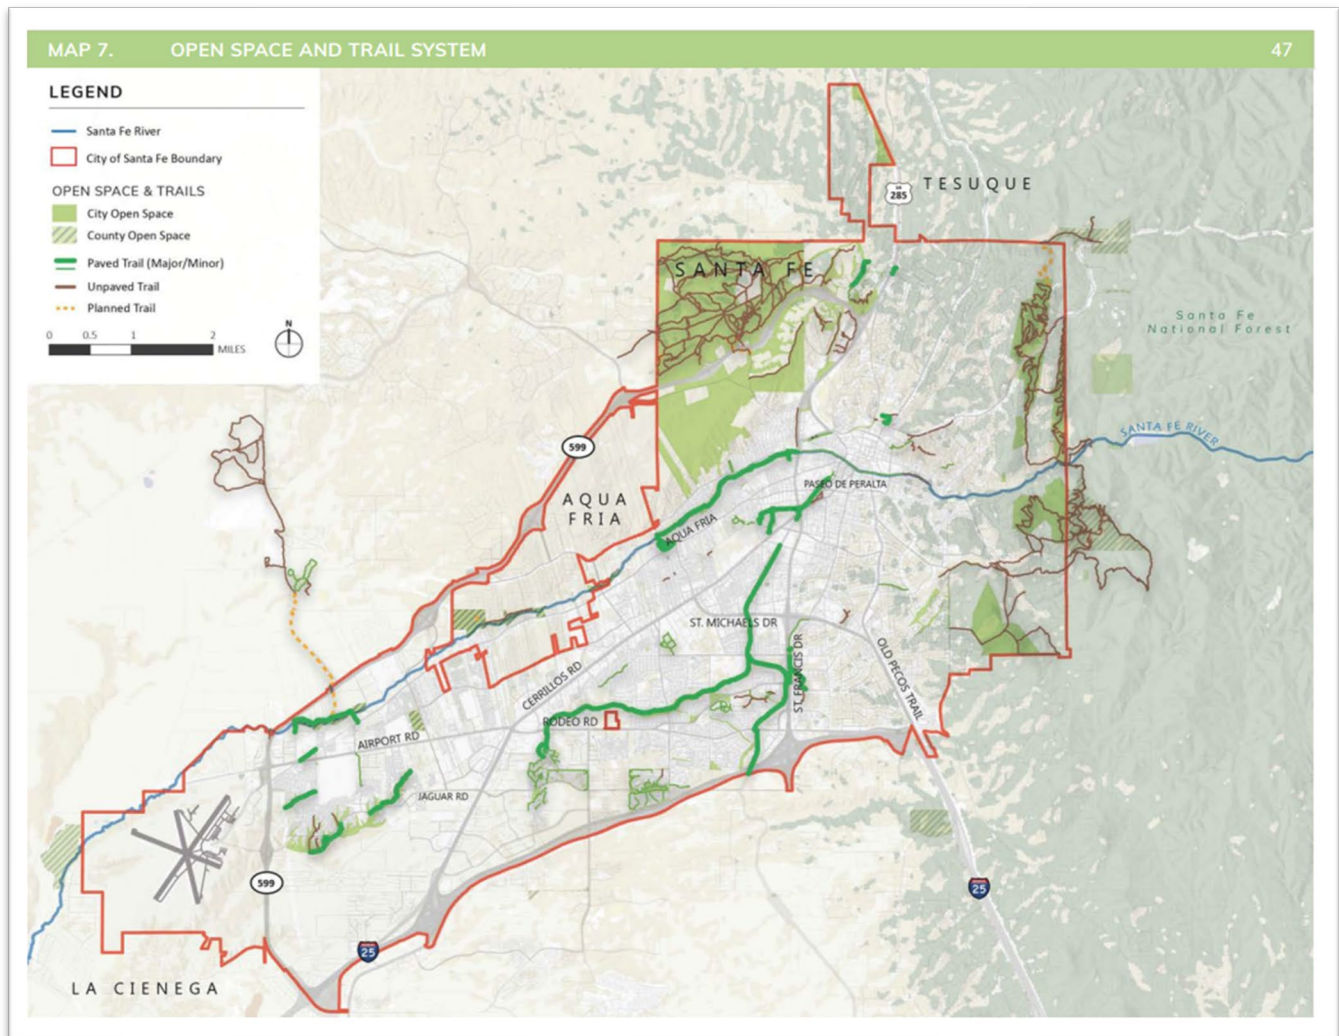 MAP 7. OPEN SPACE AND TRAIL SYSTEM 47
LEGEND
Santa Fe River
City of Santa Fe Boundary
OPEN SPACE & TRAILS
City Open Space
County Open Space
Paved Trail (Major/Minor)
Unpaved Trail
Planned Trail
0 0.5 1 2
MILES
N
TESUQUE
US
285
SANTA FE
Santa Fe
National Forest
SANTA FE RIVER
599
AQUA
FRIA
PASEO DE PERALTA
AQUA FRIA
ST. MICHAELS DR
ST. FRANCIS DR
OLD PECOS TRAIL
CERRILLOS RD
RODEO RD
AIRPORT RD
JAGUAR RD
599
25
25
LA CIENEGA